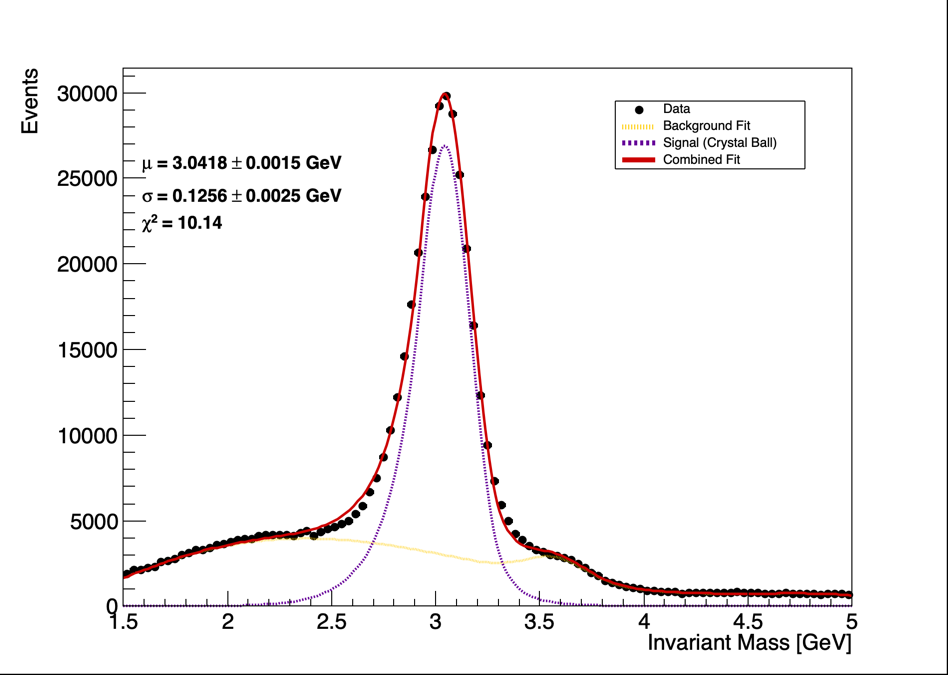 Events
30000
25000
20000
15000
10000
5000
0
μ = 3.0418 ± 0.0015 GeV
σ = 0.1256 ± 0.0025 GeV
χ² = 10.14
Data
Background Fit
Signal (Crystal Ball)
Combined Fit
1.5 2 2.5 3 3.5 4 4.5 5
Invariant Mass [GeV]